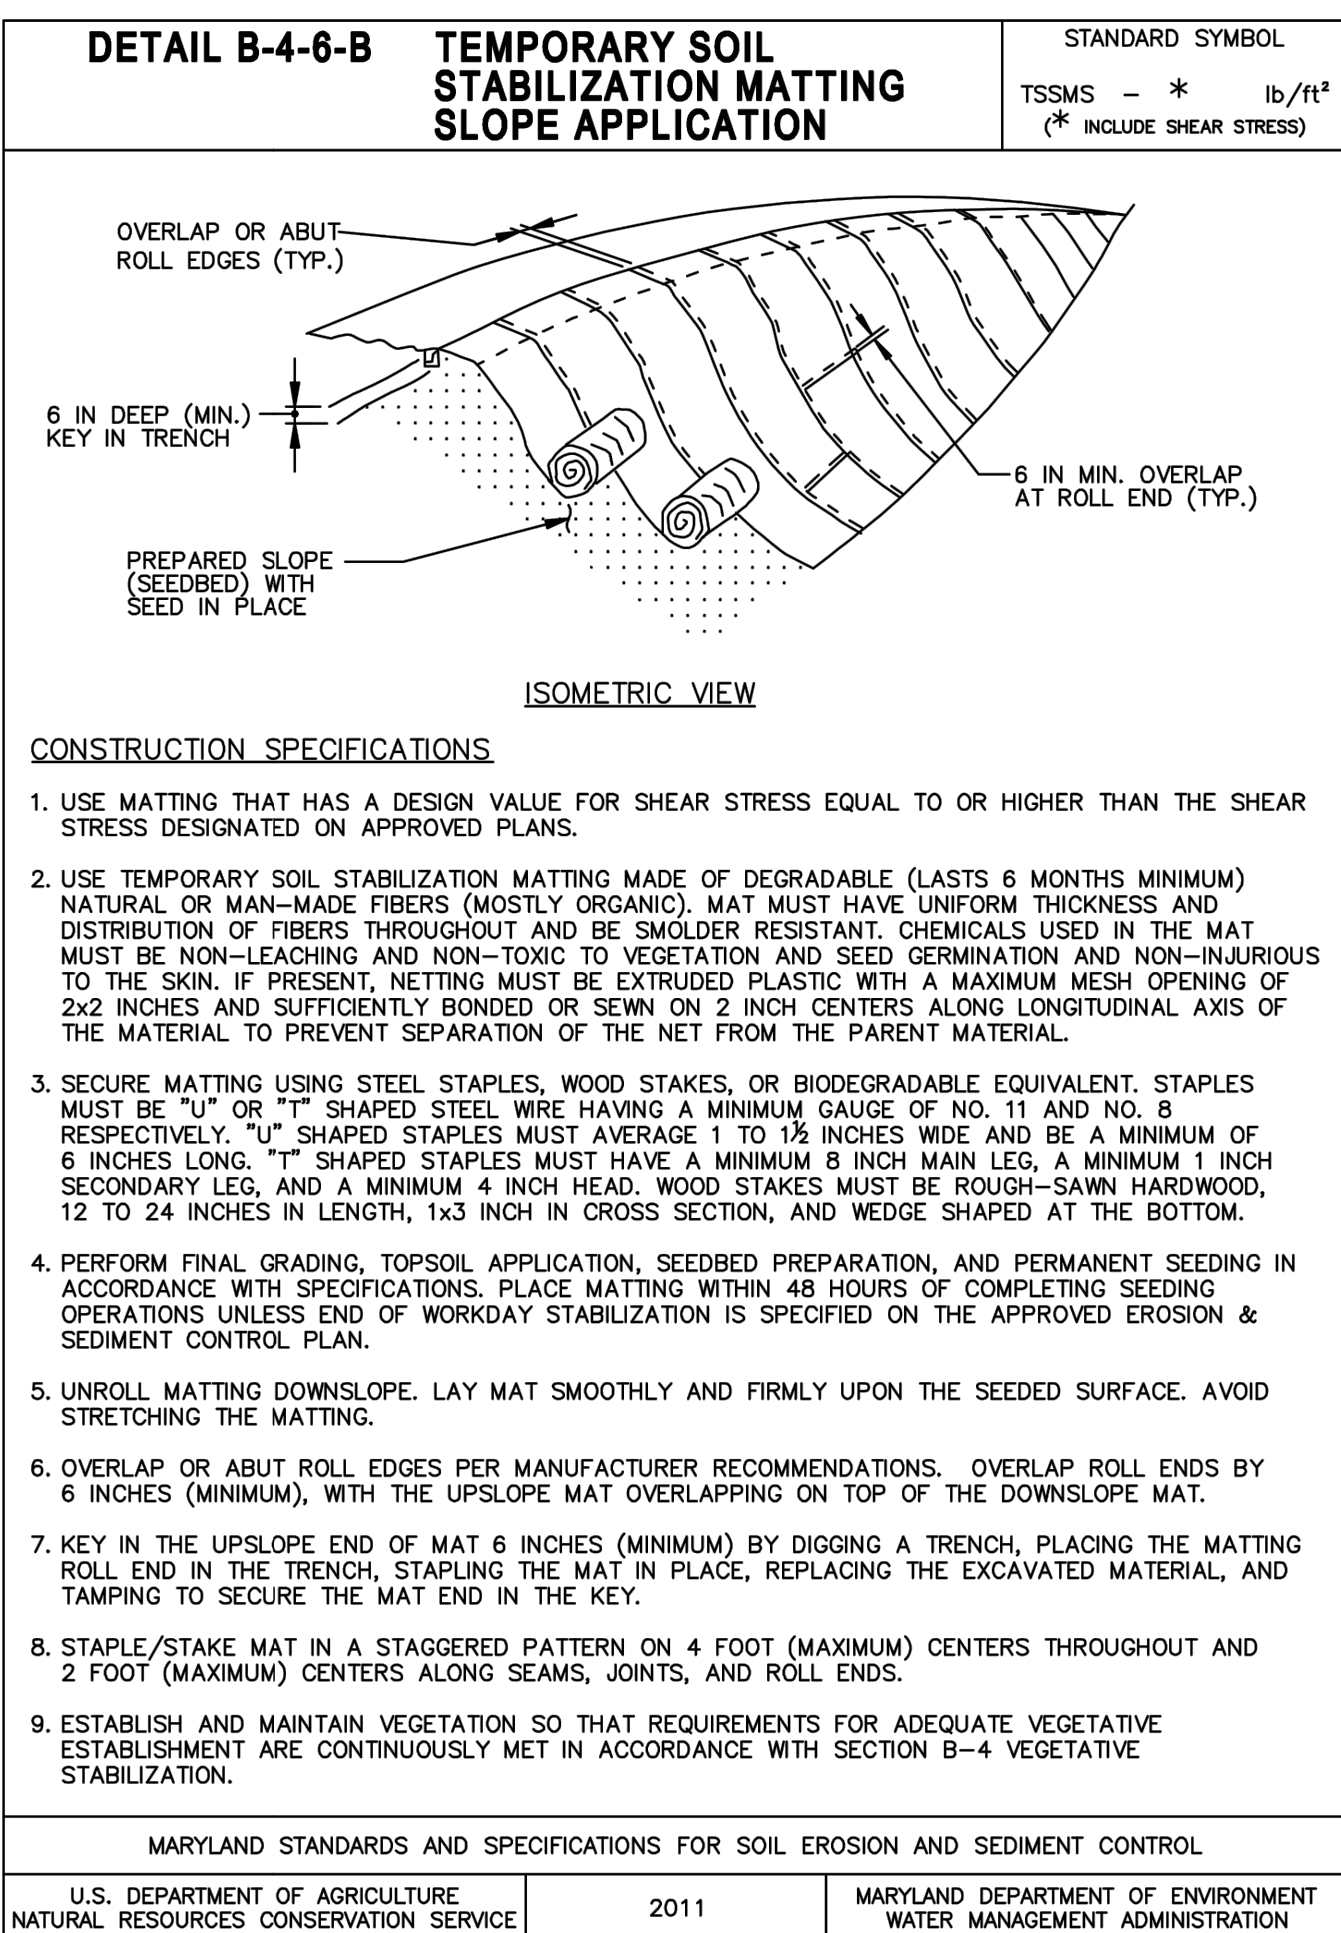 DETAIL B-4-6-B
TEMPORARY SOIL
STABILIZATION MATTING
SLOPE APPLICATION
STANDARD SYMBOL
TSSMS – * lb/ft²
(* INCLUDE SHEAR STRESS)
OVERLAP OR ABUT
ROLL EDGES (TYP.)
6 IN DEEP (MIN.)
KEY IN TRENCH
6 IN MIN. OVERLAP
AT ROLL END (TYP.)
PREPARED SLOPE
(SEEDBED) WITH
SEED IN PLACE
ISOMETRIC VIEW
CONSTRUCTION SPECIFICATIONS
1. USE MATTING THAT HAS A DESIGN VALUE FOR SHEAR STRESS EQUAL TO OR HIGHER THAN THE SHEAR
STRESS DESIGNATED ON APPROVED PLANS.
2. USE TEMPORARY SOIL STABILIZATION MATTING MADE OF DEGRADABLE (LASTS 6 MONTHS MINIMUM)
NATURAL OR MAN–MADE FIBERS (MOSTLY ORGANIC). MAT MUST HAVE UNIFORM THICKNESS AND
DISTRIBUTION OF FIBERS THROUGHOUT AND BE SMOLDER RESISTANT. CHEMICALS USED IN THE MAT
MUST BE NON–LEACHING AND NON–TOXIC TO VEGETATION AND SEED GERMINATION AND NON–INJURIOUS
TO THE SKIN. IF PRESENT, NETTING MUST BE EXTRUDED PLASTIC WITH A MAXIMUM MESH OPENING OF
2x2 INCHES AND SUFFICIENTLY BONDED OR SEWN ON 2 INCH CENTERS ALONG LONGITUDINAL AXIS OF
THE MATERIAL TO PREVENT SEPARATION OF THE NET FROM THE PARENT MATERIAL.
3. SECURE MATTING USING STEEL STAPLES, WOOD STAKES, OR BIODEGRADABLE EQUIVALENT. STAPLES
MUST BE "U" OR "T" SHAPED STEEL WIRE HAVING A MINIMUM GAUGE OF NO. 11 AND NO. 8
RESPECTIVELY. "U" SHAPED STAPLES MUST AVERAGE 1 TO 1½ INCHES WIDE AND BE A MINIMUM OF
6 INCHES LONG. "T" SHAPED STAPLES MUST HAVE A MINIMUM 8 INCH MAIN LEG, A MINIMUM 1 INCH
SECONDARY LEG, AND A MINIMUM 4 INCH HEAD. WOOD STAKES MUST BE ROUGH–SAWN HARDWOOD,
12 TO 24 INCHES IN LENGTH, 1x3 INCH IN CROSS SECTION, AND WEDGE SHAPED AT THE BOTTOM.
4. PERFORM FINAL GRADING, TOPSOIL APPLICATION, SEEDBED PREPARATION, AND PERMANENT SEEDING IN
ACCORDANCE WITH SPECIFICATIONS. PLACE MATTING WITHIN 48 HOURS OF COMPLETING SEEDING
OPERATIONS UNLESS END OF WORKDAY STABILIZATION IS SPECIFIED ON THE APPROVED EROSION &
SEDIMENT CONTROL PLAN.
5. UNROLL MATTING DOWNSLOPE. LAY MAT SMOOTHLY AND FIRMLY UPON THE SEEDED SURFACE. AVOID
STRETCHING THE MATTING.
6. OVERLAP OR ABUT ROLL EDGES PER MANUFACTURER RECOMMENDATIONS. OVERLAP ROLL ENDS BY
6 INCHES (MINIMUM), WITH THE UPSLOPE MAT OVERLAPPING ON TOP OF THE DOWNSLOPE MAT.
7. KEY IN THE UPSLOPE END OF MAT 6 INCHES (MINIMUM) BY DIGGING A TRENCH, PLACING THE MATTING
ROLL END IN THE TRENCH, STAPLING THE MAT IN PLACE, REPLACING THE EXCAVATED MATERIAL, AND
TAMPING TO SECURE THE MAT END IN THE KEY.
8. STAPLE/STAKE MAT IN A STAGGERED PATTERN ON 4 FOOT (MAXIMUM) CENTERS THROUGHOUT AND
2 FOOT (MAXIMUM) CENTERS ALONG SEAMS, JOINTS, AND ROLL ENDS.
9. ESTABLISH AND MAINTAIN VEGETATION SO THAT REQUIREMENTS FOR ADEQUATE VEGETATIVE
ESTABLISHMENT ARE CONTINUOUSLY MET IN ACCORDANCE WITH SECTION B–4 VEGETATIVE
STABILIZATION.
MARYLAND STANDARDS AND SPECIFICATIONS FOR SOIL EROSION AND SEDIMENT CONTROL
U.S. DEPARTMENT OF AGRICULTURE
NATURAL RESOURCES CONSERVATION SERVICE
2011
MARYLAND DEPARTMENT OF ENVIRONMENT
WATER MANAGEMENT ADMINISTRATION